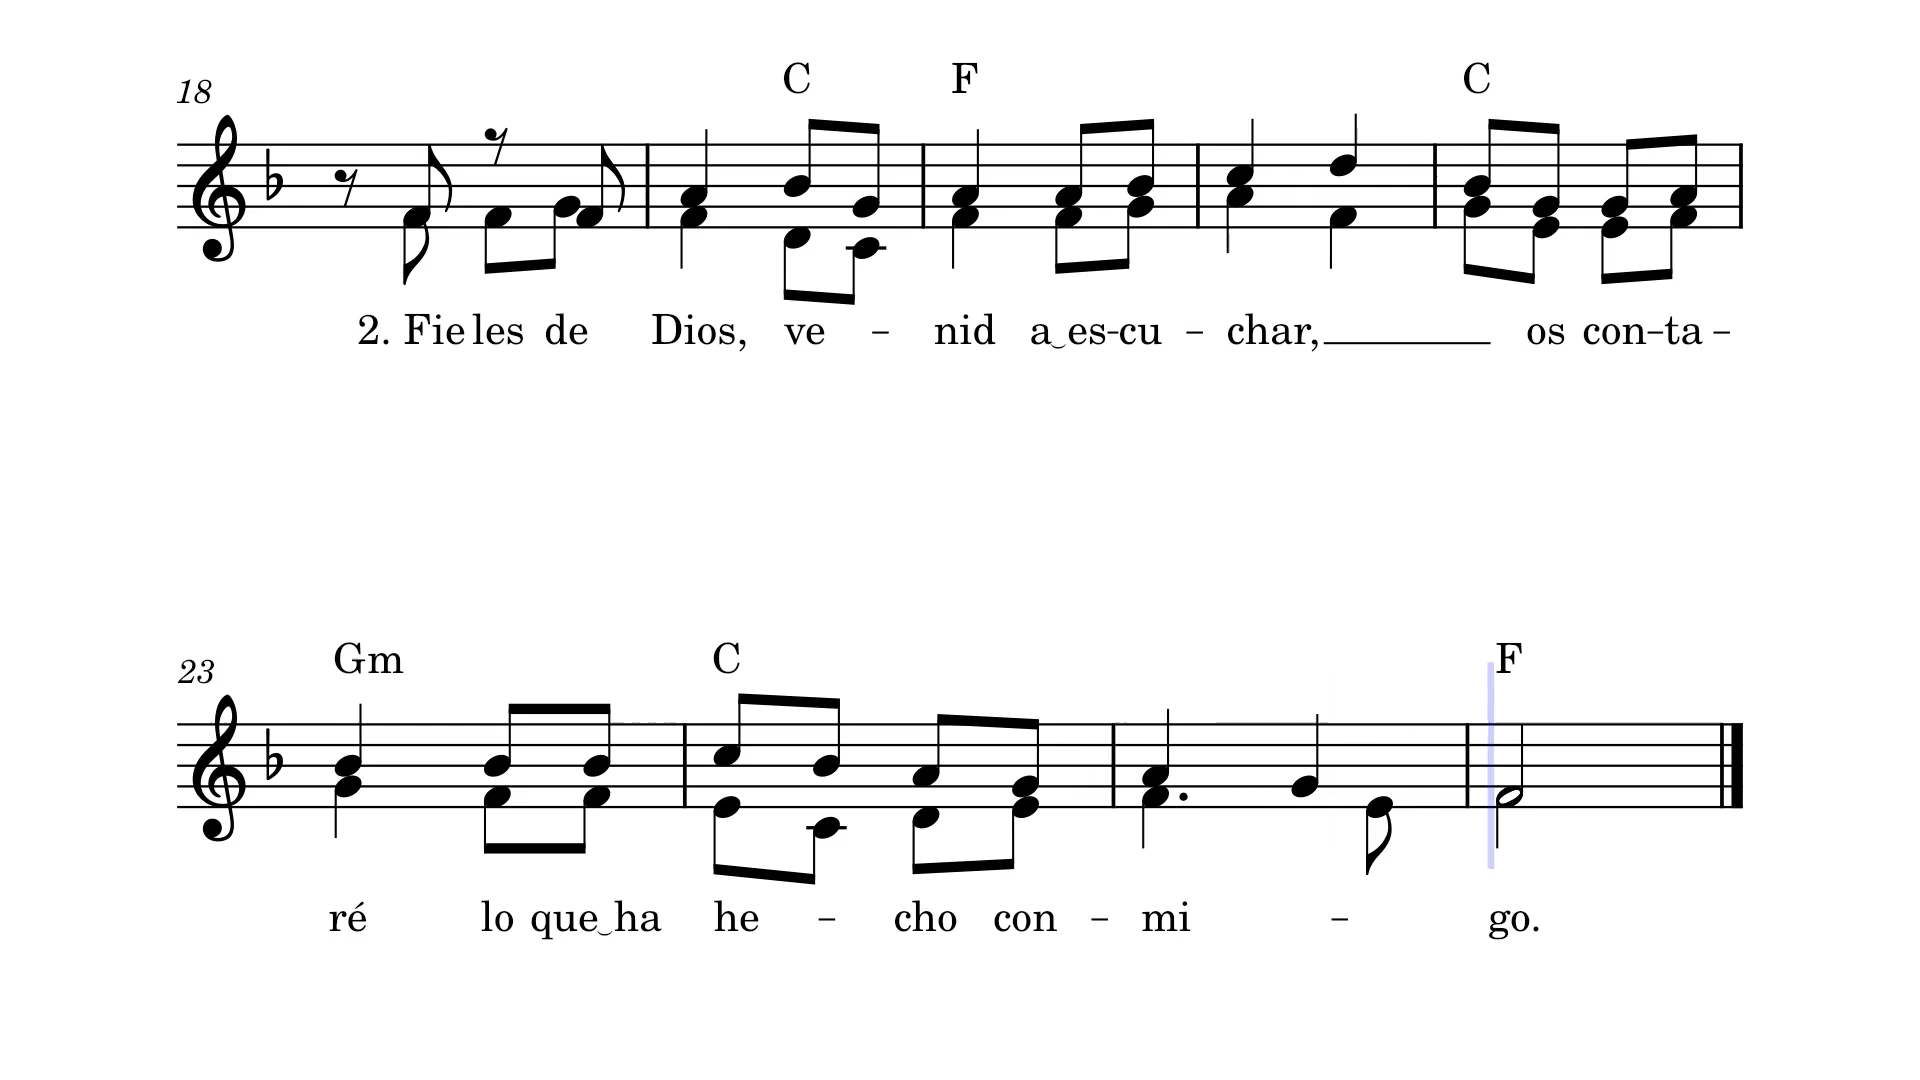 18 C F C
2. Fie les de Dios, ve - nid a‿es-cu - char, os con-ta -
23 Gm C F
ré lo que‿ha he - cho con - mi - go.